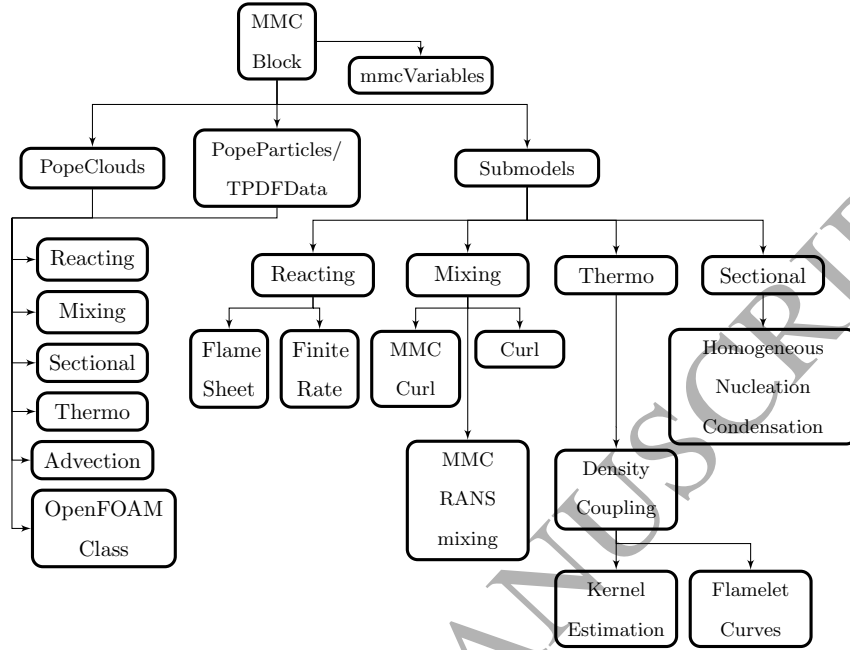 MMC
Block
mmcVariables
PopeClouds
PopeParticles/
TPDFData
Submodels
Reacting
Mixing
Sectional
Thermo
Advection
OpenFOAM
Class
Reacting
Mixing
Thermo
Sectional
Flame
Sheet
Finite
Rate
MMC
Curl
Curl
Homogeneous
Nucleation
Condensation
MMC
RANS
mixing
Density
Coupling
Kernel
Estimation
Flamelet
Curves